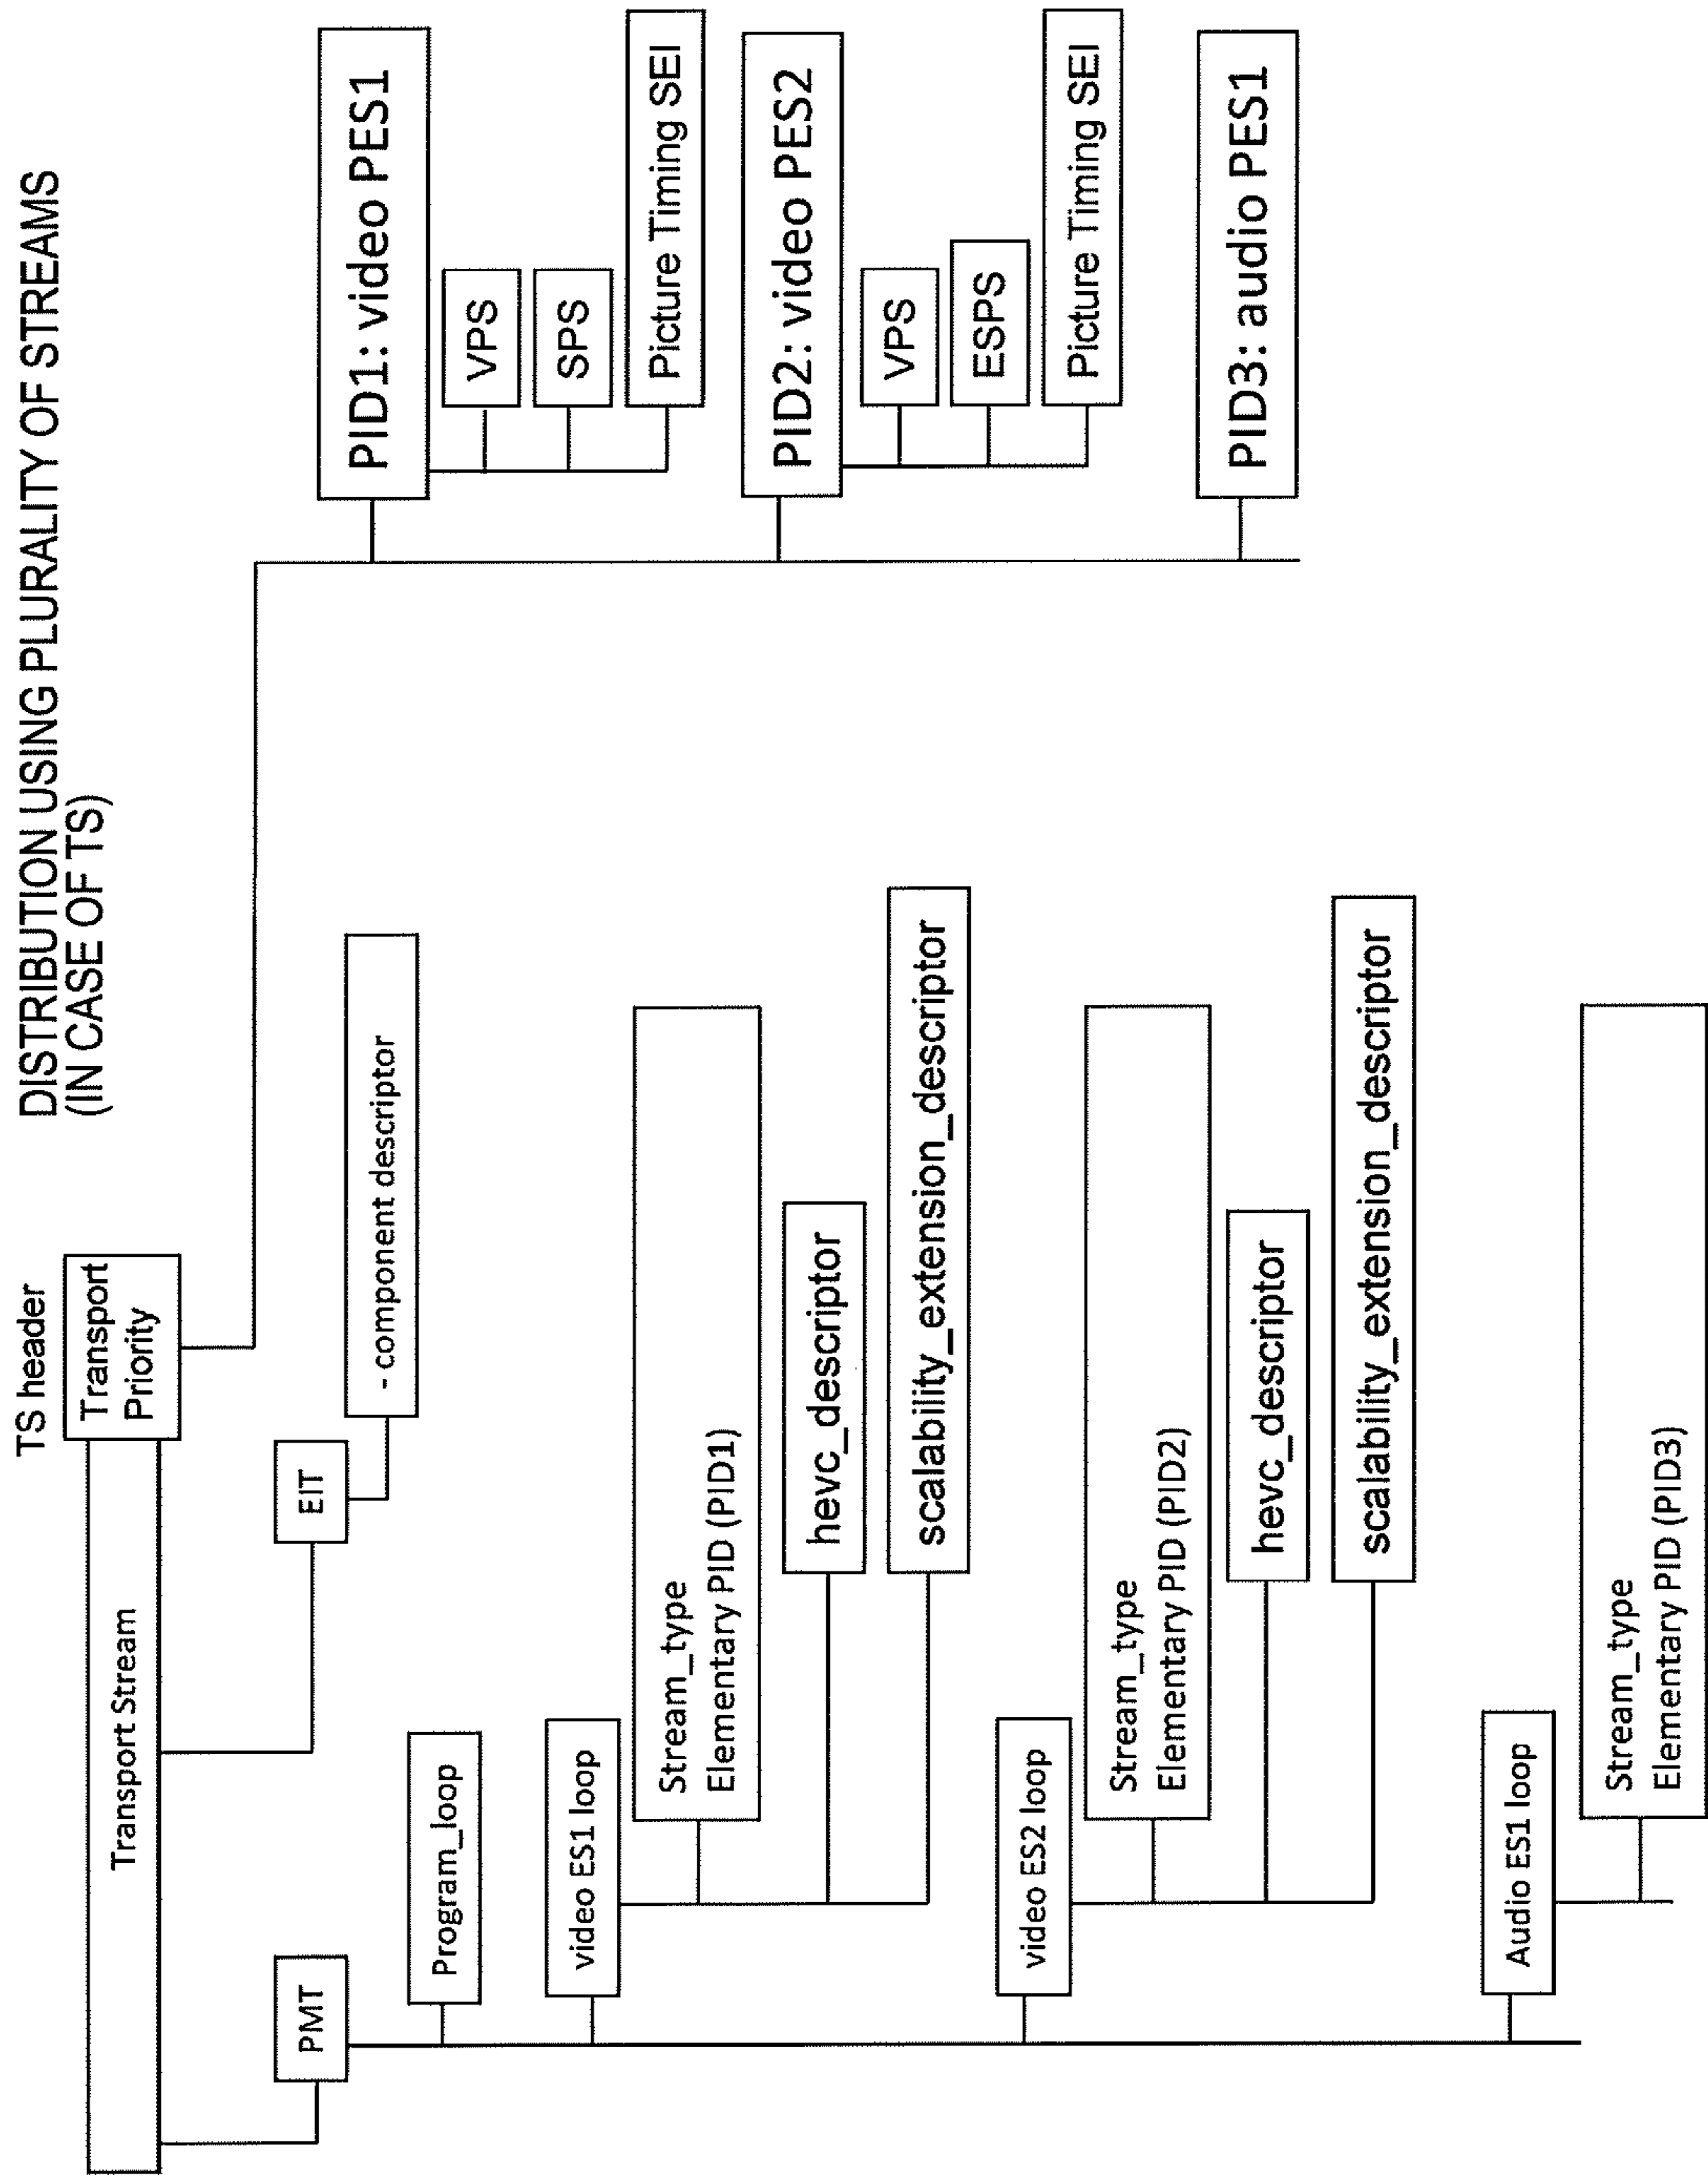 DISTRIBUTION USING PLURALITY OF STREAMS
(IN CASE OF TS)
TS header
Transport Stream
Transport
Priority
PMT
EIT
- component descriptor
Program_loop
video ES1 loop
Stream_type
Elementary PID (PID1)
hevc_descriptor
scalability_extension_descriptor
video ES2 loop
Stream_type
Elementary PID (PID2)
hevc_descriptor
scalability_extension_descriptor
Audio ES1 loop
Stream_type
Elementary PID (PID3)
PID1: video PES1
VPS
SPS
Picture Timing SEI
PID2: video PES2
VPS
ESPS
Picture Timing SEI
PID3: audio PES1